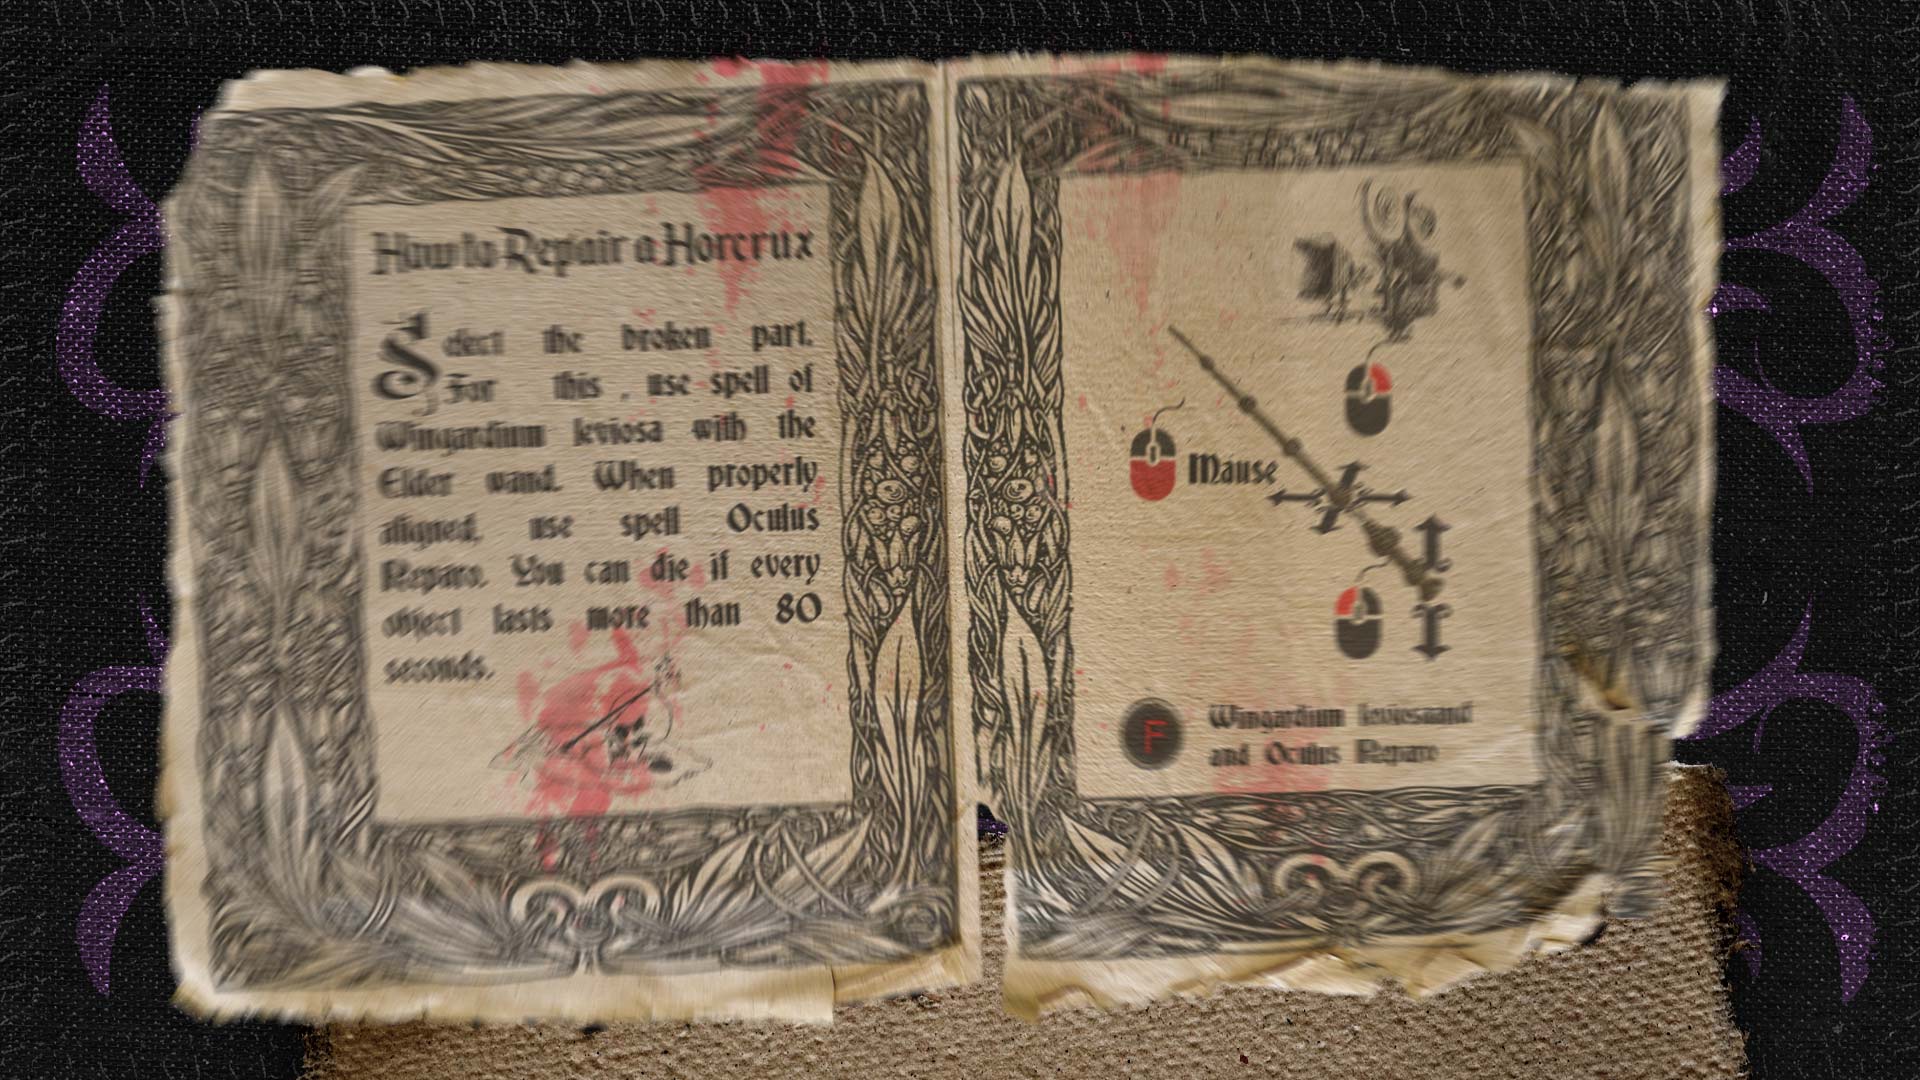 How to Repair a Horcrux
Select the broken part.
For this , use spell of
Wingardium leviosa with the
Elder wand. When properly
aligned, use spell Oculus
Reparo. You can die if every
object lasts more than 80
seconds.
Mause
F
Wingardium leviosaand
and Oculus Reparo